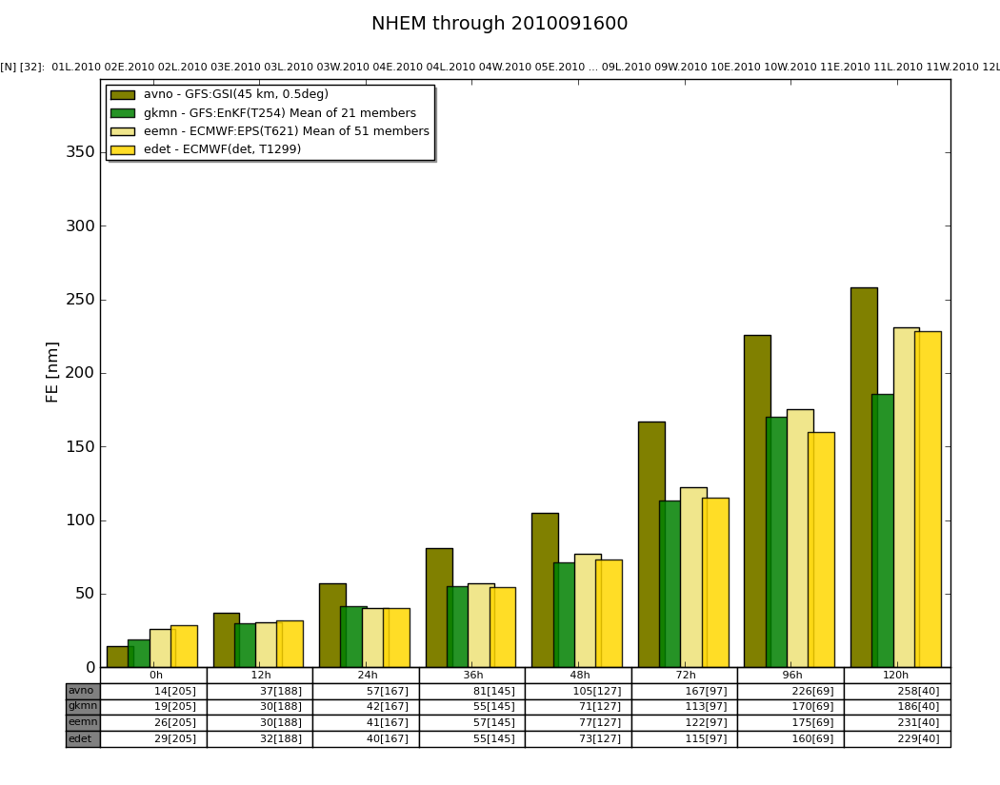 NHEM through 2010091600
[N] [32]: 01L.2010 02E.2010 02L.2010 03E.2010 03L.2010 03W.2010 04E.2010 04L.2010 04W.2010 05E.2010 ... 09L.2010 09W.2010 10E.2010 10W.2010 11E.2010 11L.2010 11W.2010 12L
avno - GFS:GSI(45 km, 0.5deg)
gkmn - GFS:EnKF(T254) Mean of 21 members
eemn - ECMWF:EPS(T621) Mean of 51 members
edet - ECMWF(det, T1299)
350
300
250
200
150
100
50
0
FE [nm]
0h 12h 24h 36h 48h 72h 96h 120h
avno 14[205] 37[188] 57[167] 81[145] 105[127] 167[97] 226[69] 258[40]
gkmn 19[205] 30[188] 42[167] 55[145] 71[127] 113[97] 170[69] 186[40]
eemn 26[205] 30[188] 41[167] 57[145] 77[127] 122[97] 175[69] 231[40]
edet 29[205] 32[188] 40[167] 55[145] 73[127] 115[97] 160[69] 229[40]